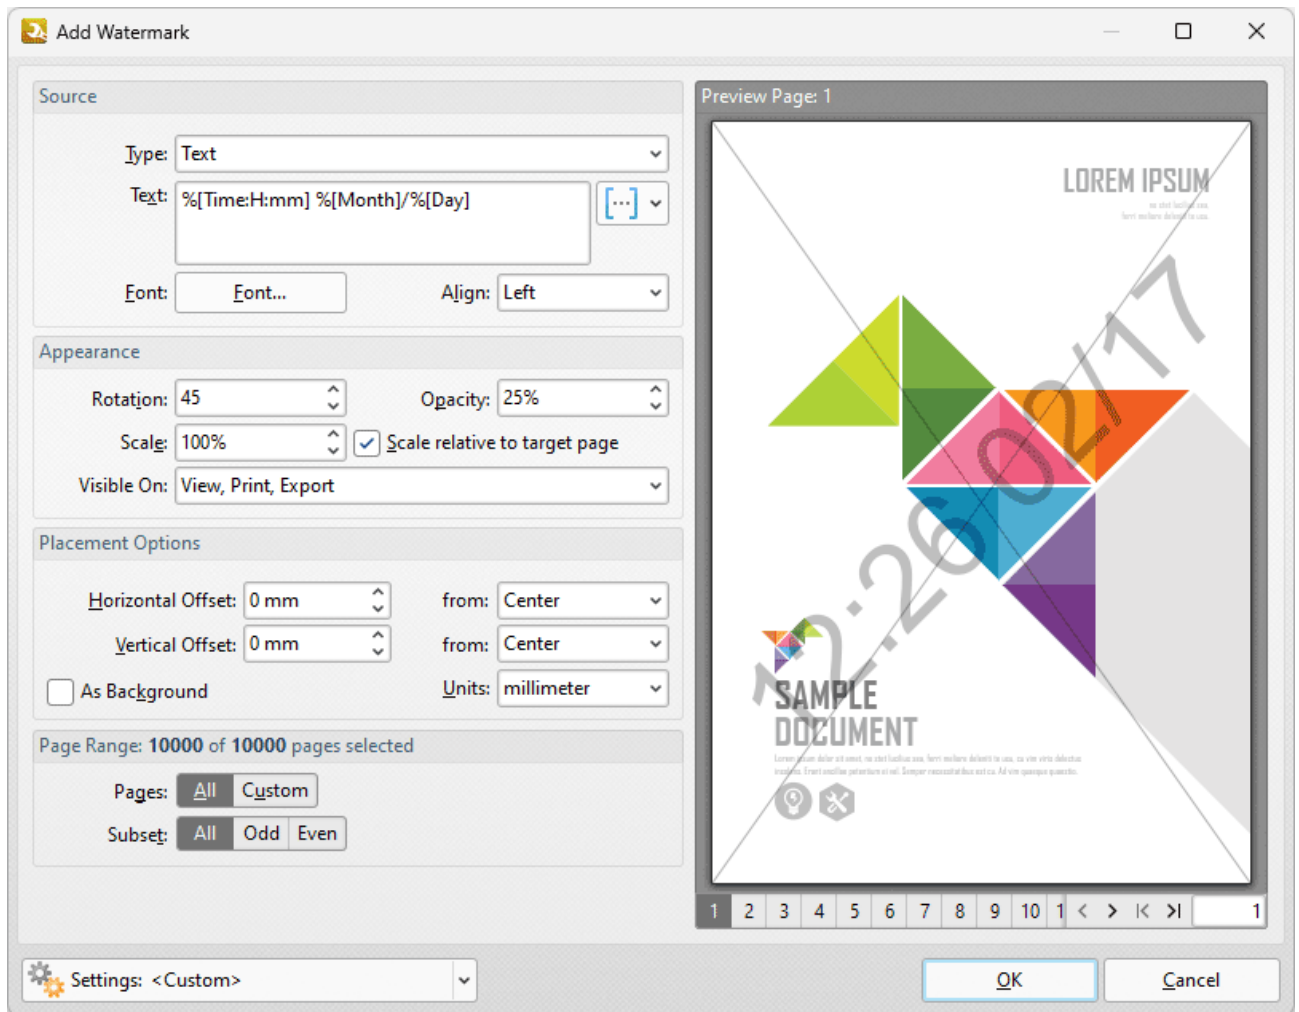 Add Watermark
Source
Type: Text
Text: %[Time:H:mm] %[Month]/%[Day]
Font: Font... Align: Left
Appearance
Rotation: 45 Opacity: 25%
Scale: 100% Scale relative to target page
Visible On: View, Print, Export
Placement Options
Horizontal Offset: 0 mm from: Center
Vertical Offset: 0 mm from: Center
As Background Units: millimeter
Page Range: 10000 of 10000 pages selected
Pages: All Custom
Subset: All Odd Even
Preview Page: 1
LOREM IPSUM
12:26 02/17
SAMPLE
DOCUMENT
1 2 3 4 5 6 7 8 9 10 1 1
Settings: <Custom>
OK Cancel